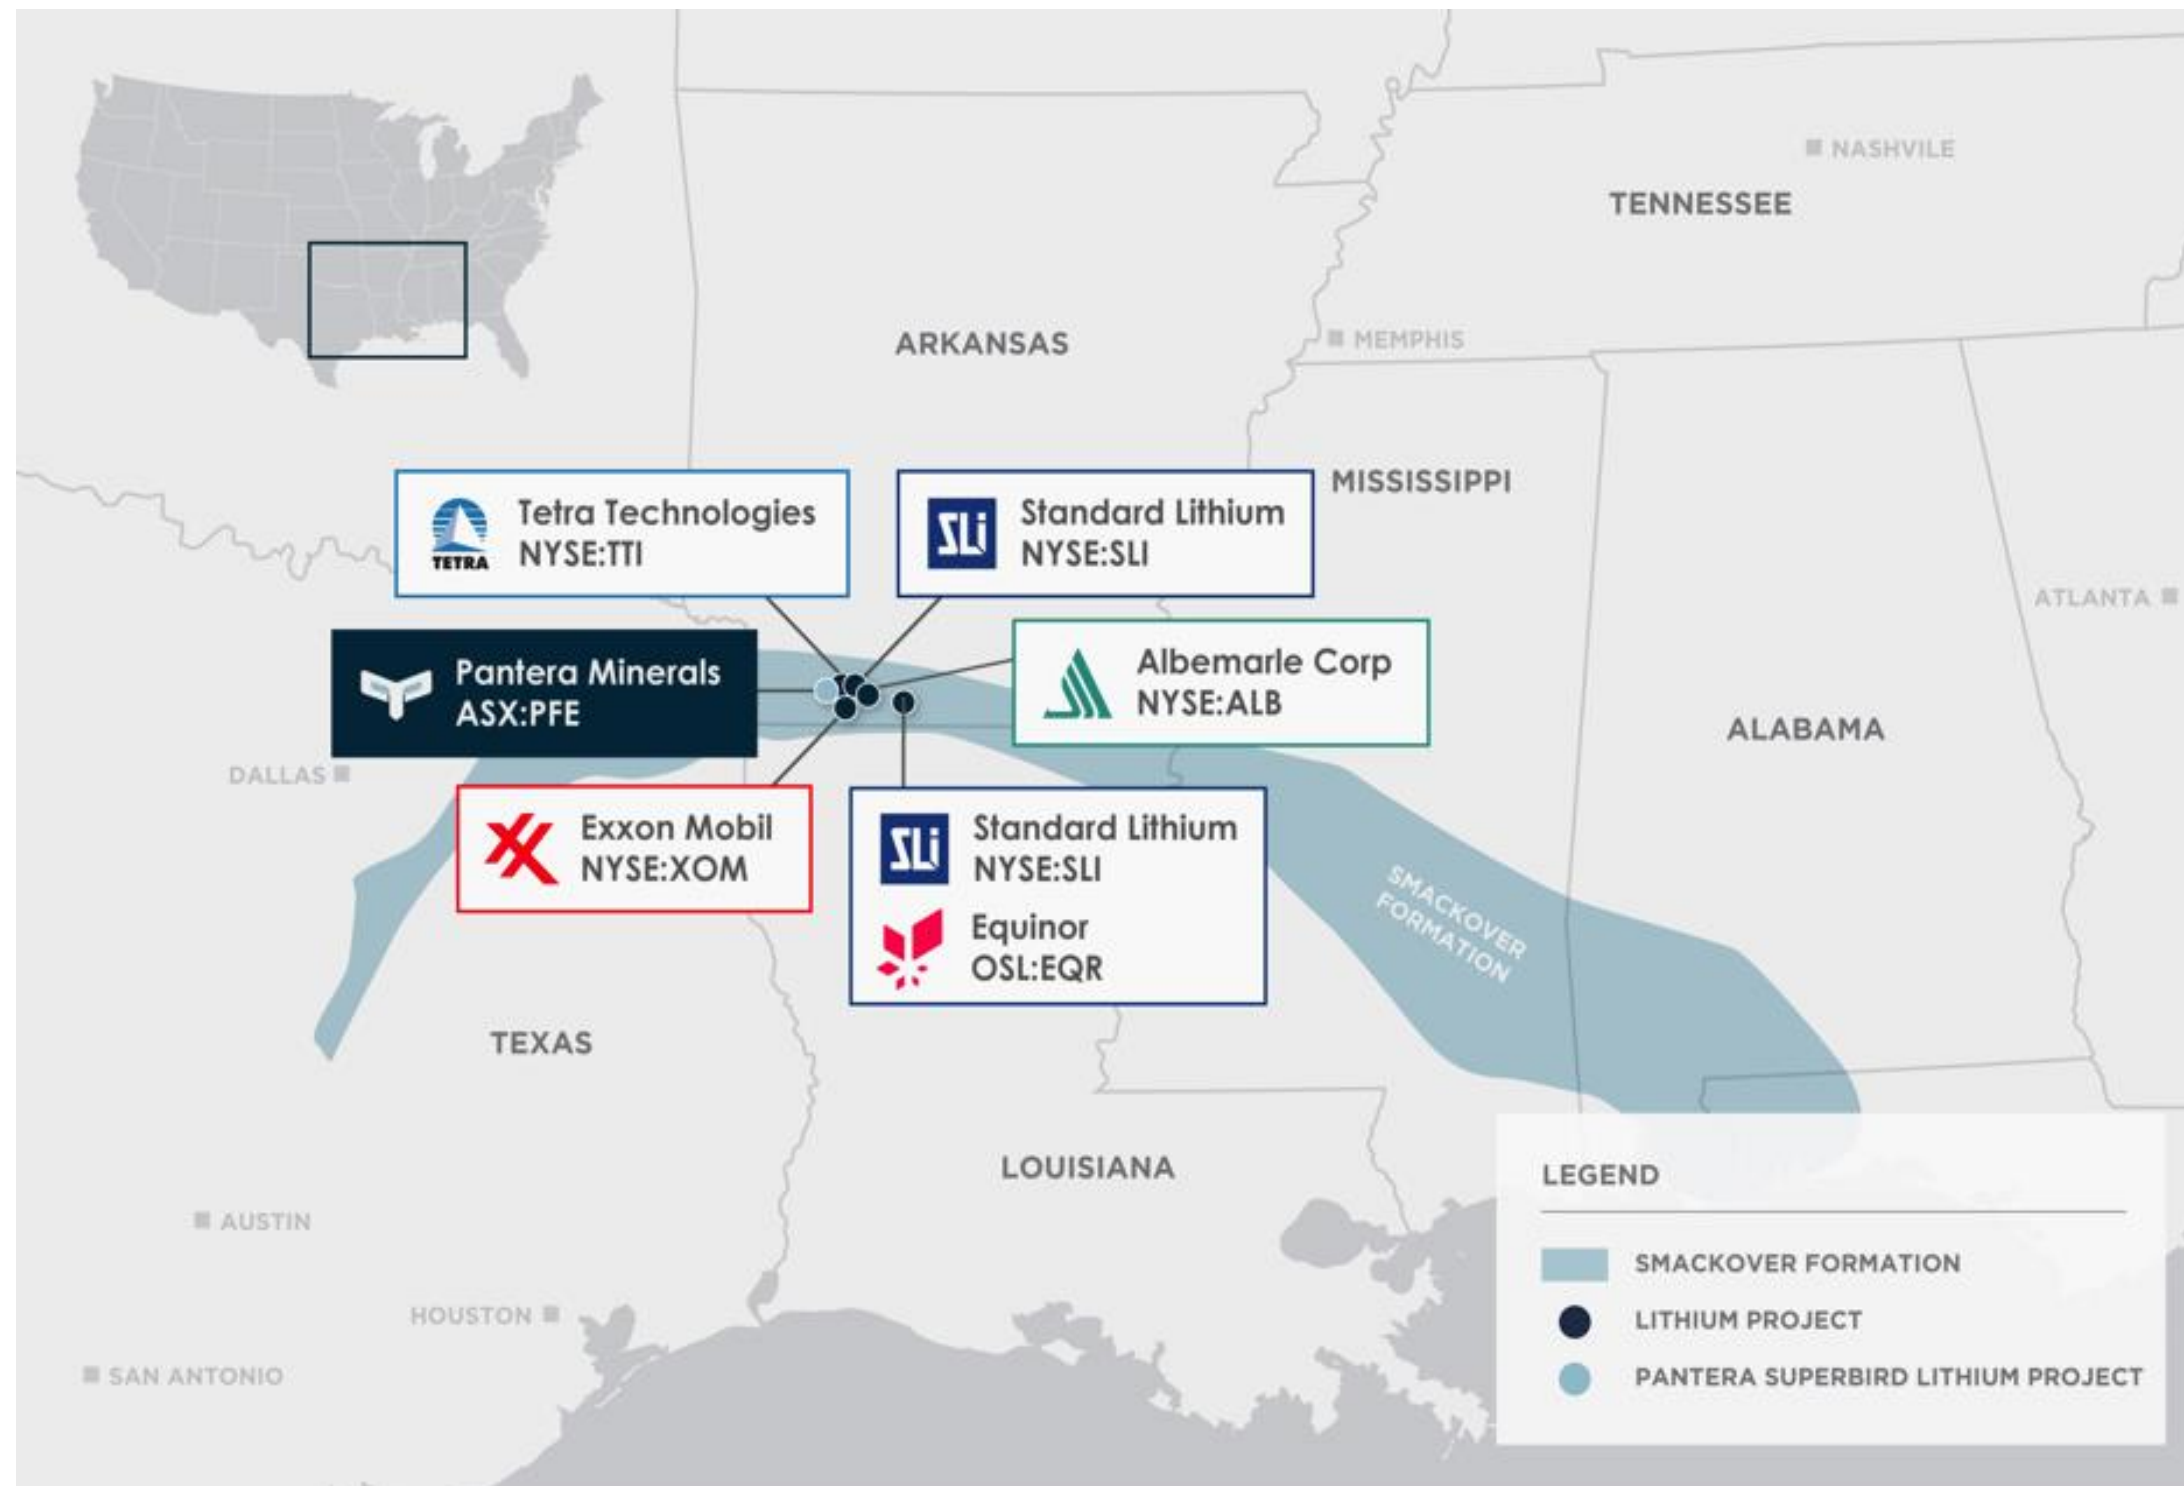 NASHVILE
TENNESSEE
ARKANSAS
MEMPHIS
MISSISSIPPI
TETRA
Tetra Technologies
NYSE:TTI
SLi
Standard Lithium
NYSE:SLI
ATLANTA
Pantera Minerals
ASX:PFE
Albemarle Corp
NYSE:ALB
ALABAMA
DALLAS
Exxon Mobil
NYSE:XOM
SLi
Standard Lithium
NYSE:SLI
Equinor
OSL:EQR
SMACKOVER
FORMATION
TEXAS
LOUISIANA
AUSTIN
HOUSTON
SAN ANTONIO
LEGEND
SMACKOVER FORMATION
LITHIUM PROJECT
PANTERA SUPERBIRD LITHIUM PROJECT